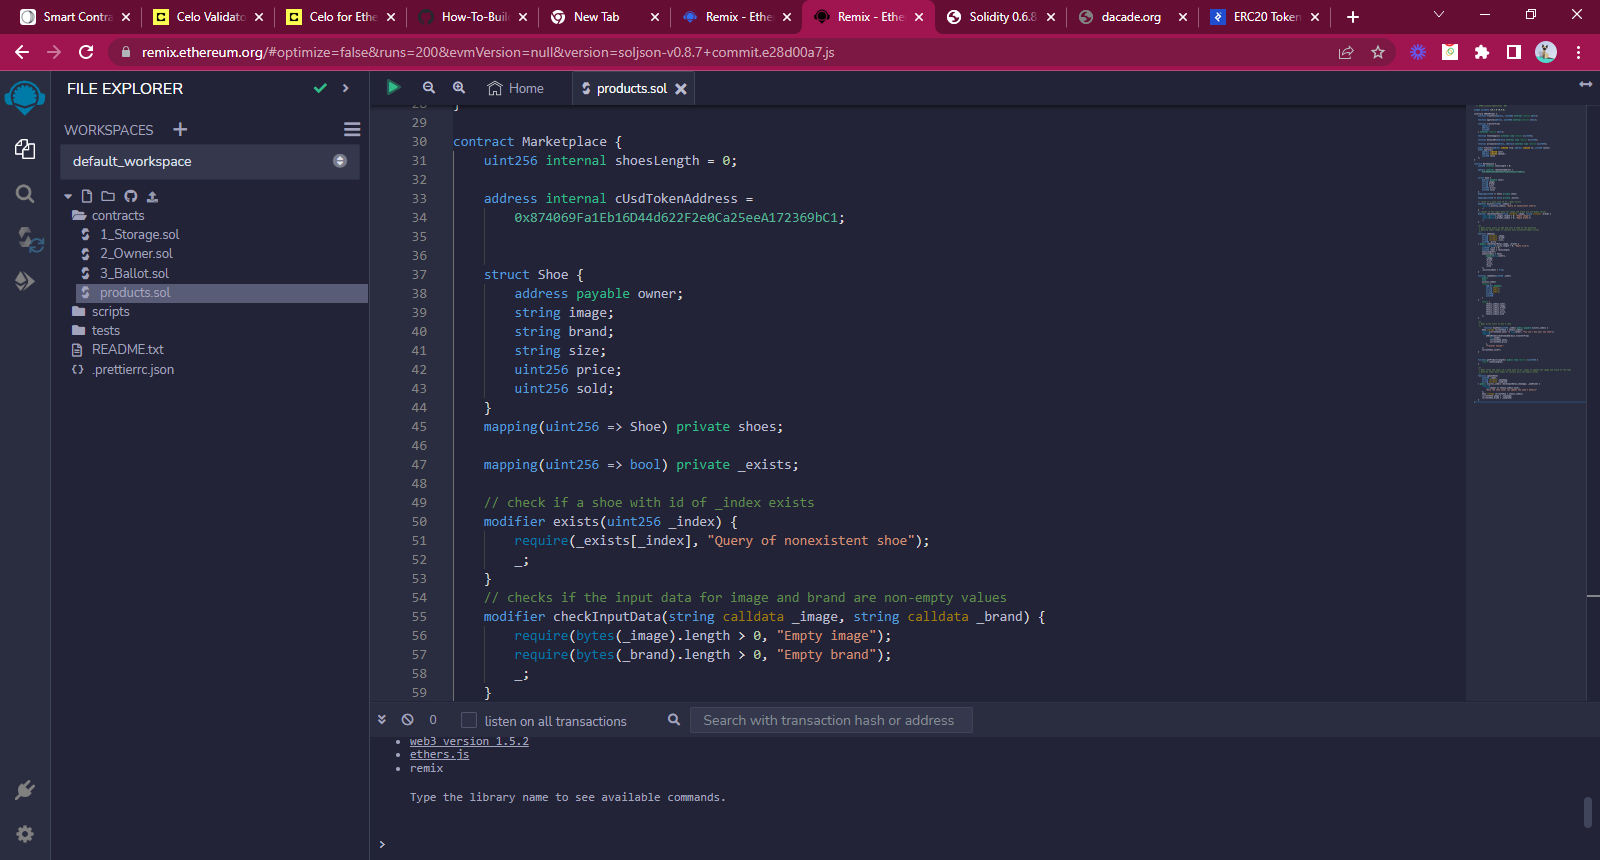 Smart Contra
Celo Validato
Celo for Ethe
How-To-Buil
New Tab
Remix - Ethe
Remix - Ethe
Solidity 0.6.8
dacade.org
ERC20 Token
remix.ethereum.org/#optimize=false&runs=200&evmVersion=null&version=soljson-v0.8.7+commit.e28d00a7.js
FILE EXPLORER
WORKSPACES
default_workspace
contracts
1_Storage.sol
2_Owner.sol
3_Ballot.sol
products.sol
scripts
tests
README.txt
.prettierrc.json
Home
products.sol
28 }
29
30 contract Marketplace {
31 uint256 internal shoesLength = 0;
32
33 address internal cUsdTokenAddress =
34 0x874069Fa1Eb16D44d622F2e0Ca25eeA172369bC1;
35
36
37 struct Shoe {
38 address payable owner;
39 string image;
40 string brand;
41 string size;
42 uint256 price;
43 uint256 sold;
44 }
45 mapping(uint256 => Shoe) private shoes;
46
47 mapping(uint256 => bool) private _exists;
48
49 // check if a shoe with id of _index exists
50 modifier exists(uint256 _index) {
51 require(_exists[_index], "Query of nonexistent shoe");
52 _;
53 }
54 // checks if the input data for image and brand are non-empty values
55 modifier checkInputData(string calldata _image, string calldata _brand) {
56 require(bytes(_image).length > 0, "Empty image");
57 require(bytes(_brand).length > 0, "Empty brand");
58 _;
59 }
0
listen on all transactions
Search with transaction hash or address
• web3 version 1.5.2
• ethers.js
• remix
Type the library name to see available commands.
>